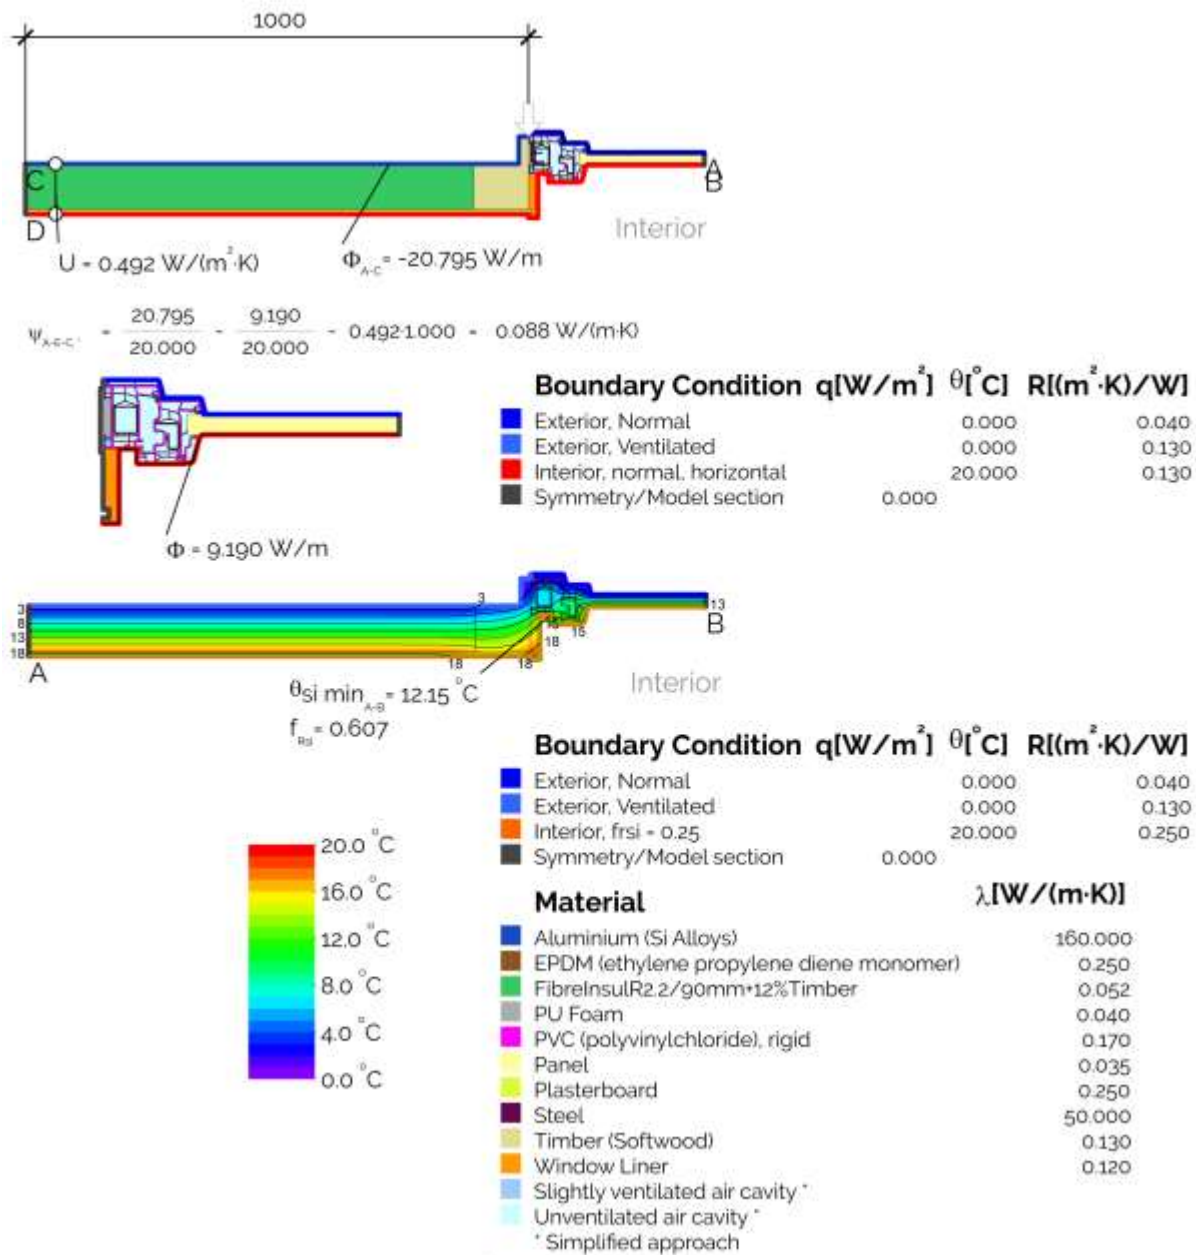 1000
C
D
A
B
Interior
U = 0.492 W/(m²·K)
Φ A-C = -20.795 W/m
ψ A-E-C, = 20.795/20.000 - 9.190/20.000 - 0.492·1.000 = 0.088 W/(m·K)
Boundary Condition q[W/m²] θ[°C] R[(m²·K)/W]
Exterior, Normal 0.000 0.040
Exterior, Ventilated 0.000 0.130
Interior, normal, horizontal 20.000 0.130
Symmetry/Model section 0.000
Φ = 9.190 W/m
3
3
8
13
18
18
18
18
15
13
A
B
Interior
θsi min A-B = 12.15 °C
f Rsi = 0.607
Boundary Condition q[W/m²] θ[°C] R[(m²·K)/W]
Exterior, Normal 0.000 0.040
Exterior, Ventilated 0.000 0.130
Interior, frsi = 0.25 20.000 0.250
Symmetry/Model section 0.000
20.0 °C
16.0 °C
12.0 °C
8.0 °C
4.0 °C
0.0 °C
Material λ[W/(m·K)]
Aluminium (Si Alloys) 160.000
EPDM (ethylene propylene diene monomer) 0.250
FibreInsulR2.2/90mm+12%Timber 0.052
PU Foam 0.040
PVC (polyvinylchloride), rigid 0.170
Panel 0.035
Plasterboard 0.250
Steel 50.000
Timber (Softwood) 0.130
Window Liner 0.120
Slightly ventilated air cavity *
Unventilated air cavity *
* Simplified approach